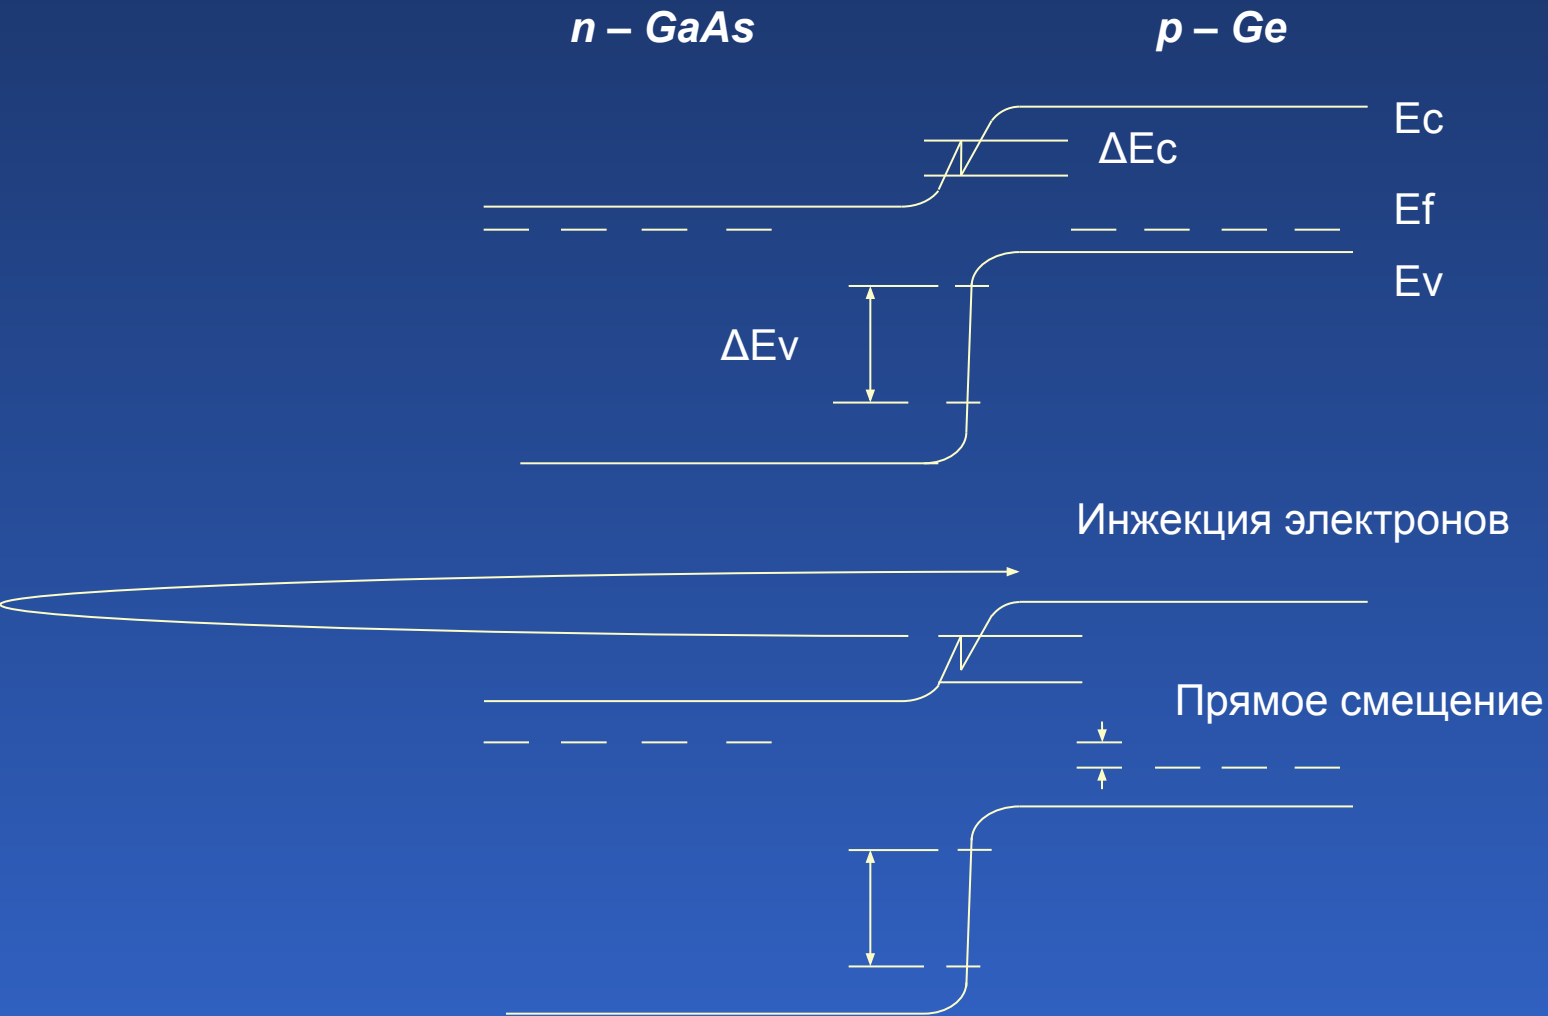 n – GaAs
p – Ge
Ec
ΔEc
Ef
Ev
ΔEv
Инжекция электронов
Прямое смещение